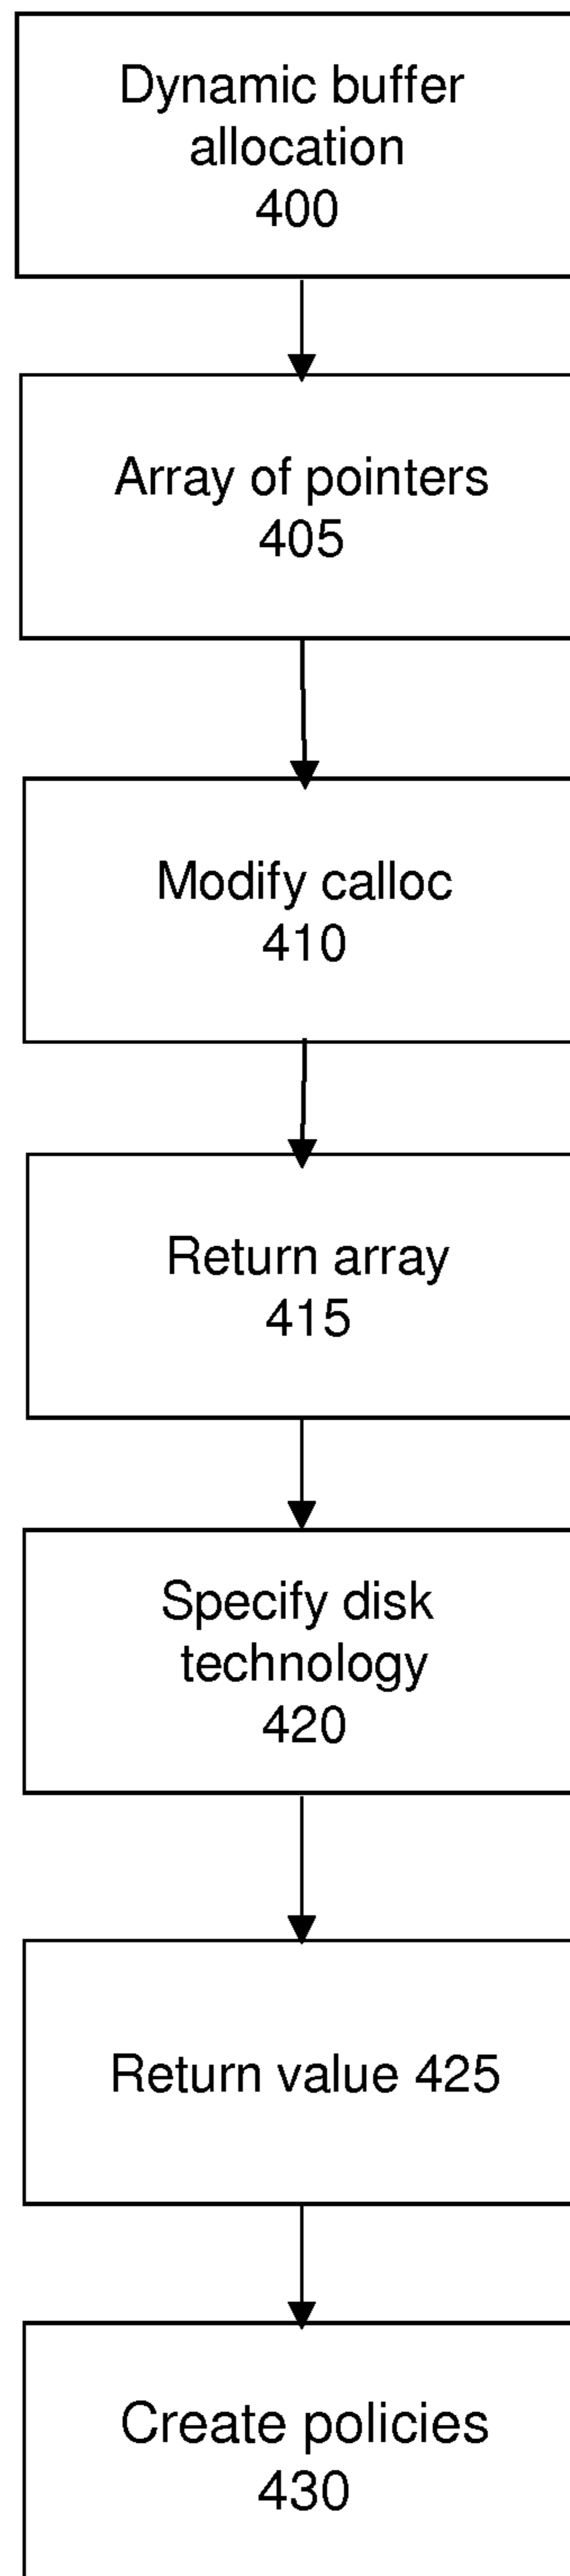 Dynamic buffer
allocation
400
Array of pointers
405
Modify calloc
410
Return array
415
Specify disk
technology
420
Return value 425
Create policies
430